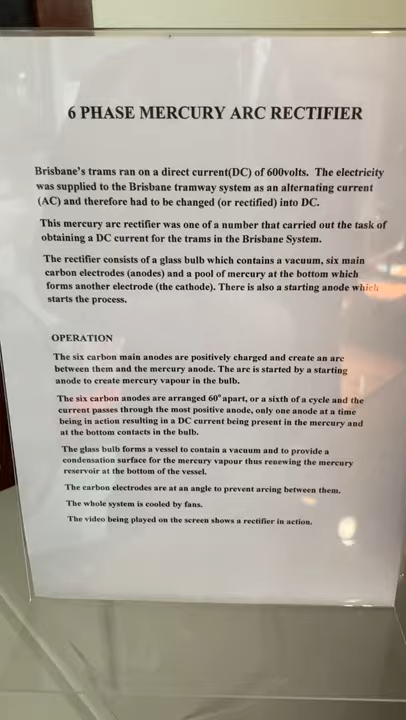 6 PHASE MERCURY ARC RECTIFIER
Brisbane's trams ran on a direct current(DC) of 600volts. The electricity
was supplied to the Brisbane tramway system as an alternating current
(AC) and therefore had to be changed (or rectified) into DC.
This mercury arc rectifier was one of a number that carried out the task of
obtaining a DC current for the trams in the Brisbane System.
The rectifier consists of a glass bulb which contains a vacuum, six main
carbon electrodes (anodes) and a pool of mercury at the bottom which
forms another electrode (the cathode). There is also a starting anode which
starts the process.
OPERATION
The six carbon main anodes are positively charged and create an arc
between them and the mercury anode. The arc is started by a starting
anode to create mercury vapour in the bulb.
The six carbon anodes are arranged 60° apart, or a sixth of a cycle and the
current passes through the most positive anode, only one anode at a time
being in action resulting in a DC current being present in the mercury and
at the bottom contacts in the bulb.
The glass bulb forms a vessel to contain a vacuum and to provide a
condensation surface for the mercury vapour thus renewing the mercury
reservoir at the bottom of the vessel.
The carbon electrodes are at an angle to prevent arcing between them.
The whole system is cooled by fans.
The video being played on the screen shows a rectifier in action.